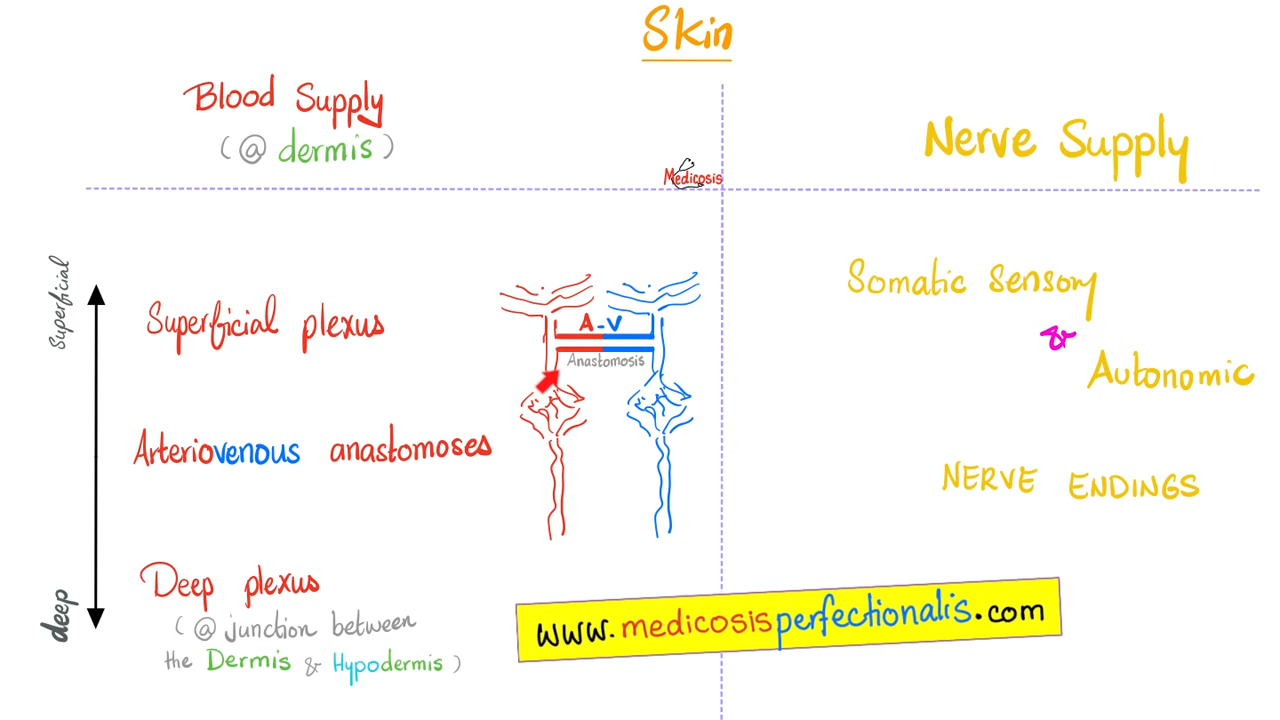 Skin
Blood Supply
(@ dermis)
Nerve Supply
Medicosis
Superficial
Superficial plexus
A-V
Anastomosis
Arteriovenous anastomoses
deep
Deep plexus
(@ junction between
the Dermis & Hypodermis)
Somatic sensory
&
Autonomic
NERVE ENDINGS
www.medicosisperfectionalis.com